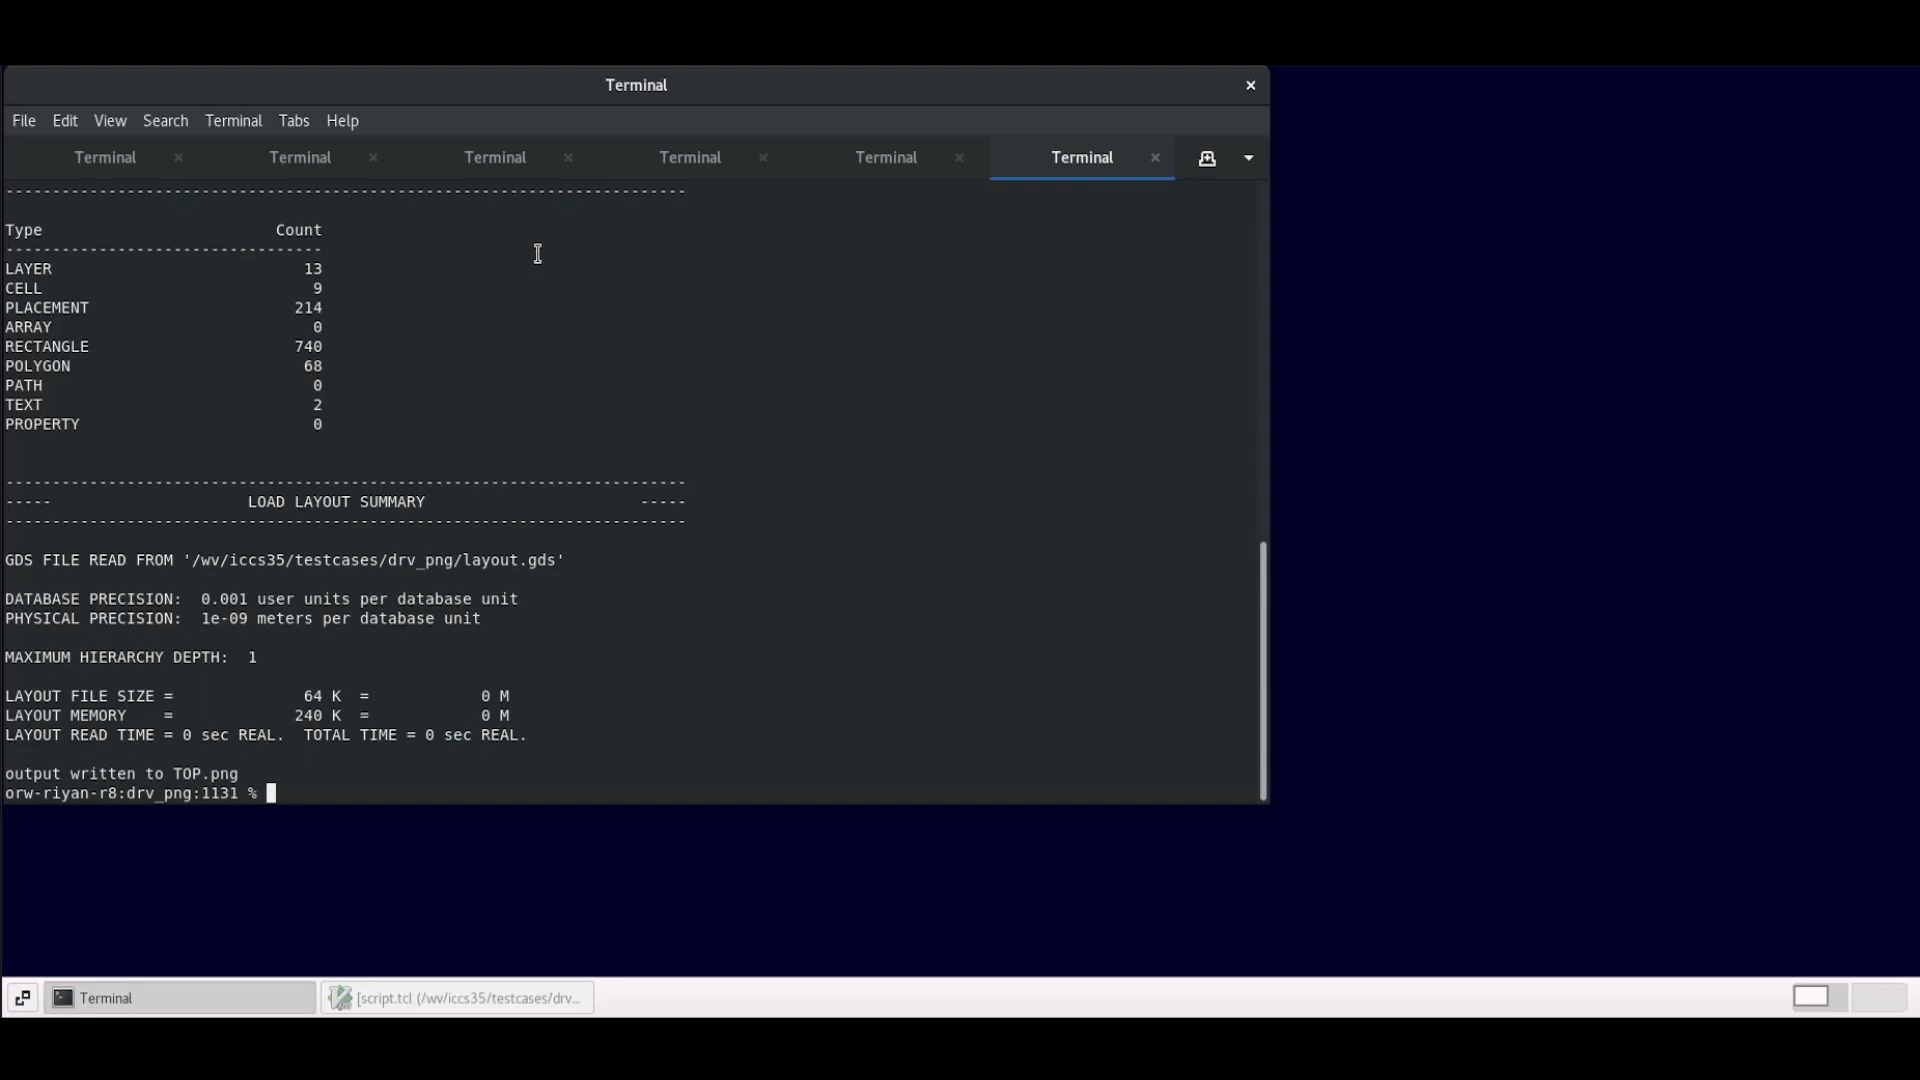 Terminal
File Edit View Search Terminal Tabs Help
Terminal Terminal Terminal Terminal Terminal Terminal
-------------------------------------------------------------------------
Type                         Count
----------------------------------
LAYER                           13
CELL                             9
PLACEMENT                      214
ARRAY                            0
RECTANGLE                      740
POLYGON                         68
PATH                             0
TEXT                             2
PROPERTY                         0
-------------------------------------------------------------------------
-----                     LOAD LAYOUT SUMMARY                       -----
-------------------------------------------------------------------------
GDS FILE READ FROM '/wv/iccs35/testcases/drv_png/layout.gds'
DATABASE PRECISION:  0.001 user units per database unit
PHYSICAL PRECISION:  1e-09 meters per database unit
MAXIMUM HIERARCHY DEPTH:  1
LAYOUT FILE SIZE =              64 K  =            0 M
LAYOUT MEMORY    =             240 K  =            0 M
LAYOUT READ TIME = 0 sec REAL.  TOTAL TIME = 0 sec REAL.
output written to TOP.png
orw-riyan-r8:drv_png:1131 %
Terminal [script.tcl (/wv/iccs35/testcases/drv...